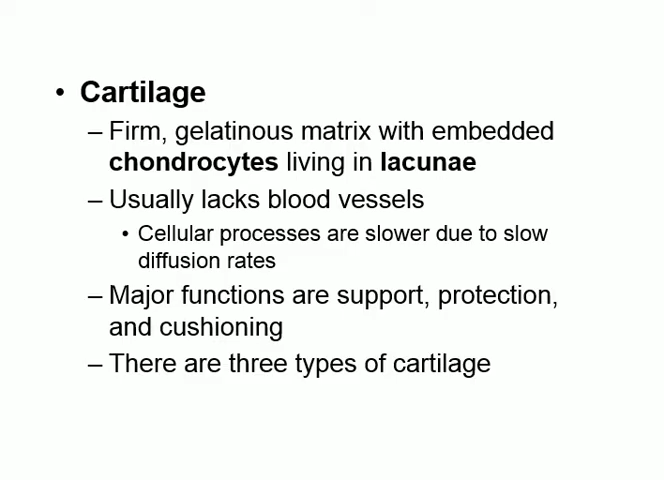 • Cartilage
– Firm, gelatinous matrix with embedded
chondrocytes living in lacunae
– Usually lacks blood vessels
• Cellular processes are slower due to slow
diffusion rates
– Major functions are support, protection,
and cushioning
– There are three types of cartilage